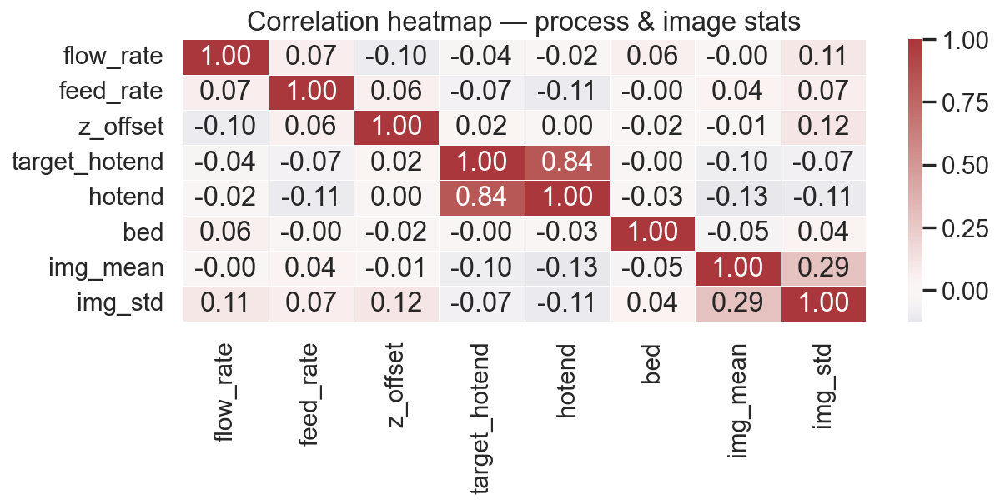 Correlation heatmap — process & image stats
flow_rate 1.00 0.07 -0.10 -0.04 -0.02 0.06 -0.00 0.11
feed_rate 0.07 1.00 0.06 -0.07 -0.11 -0.00 0.04 0.07
z_offset -0.10 0.06 1.00 0.02 0.00 -0.02 -0.01 0.12
target_hotend -0.04 -0.07 0.02 1.00 0.84 -0.00 -0.10 -0.07
hotend -0.02 -0.11 0.00 0.84 1.00 -0.03 -0.13 -0.11
bed 0.06 -0.00 -0.02 -0.00 -0.03 1.00 -0.05 0.04
img_mean -0.00 0.04 -0.01 -0.10 -0.13 -0.05 1.00 0.29
img_std 0.11 0.07 0.12 -0.07 -0.11 0.04 0.29 1.00
flow_rate
feed_rate
z_offset
target_hotend
hotend
bed
img_mean
img_std
1.00
0.75
0.50
0.25
0.00